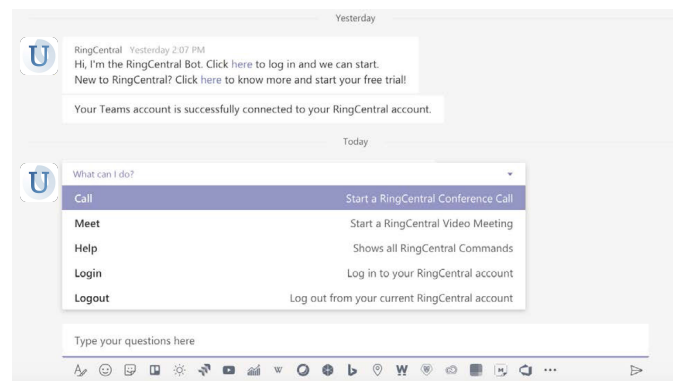 Yesterday
U
RingCentral Yesterday 2:07 PM
Hi, I'm the RingCentral Bot. Click here to log in and we can start.
New to RingCentral? Click here to know more and start your free trial!
Your Teams account is successfully connected to your RingCentral account.
Today
U
What can I do?
Call Start a RingCentral Conference Call
Meet Start a RingCentral Video Meeting
Help Shows all RingCentral Commands
Login Log in to your RingCentral account
Logout Log out from your current RingCentral account
Type your questions here
W W M